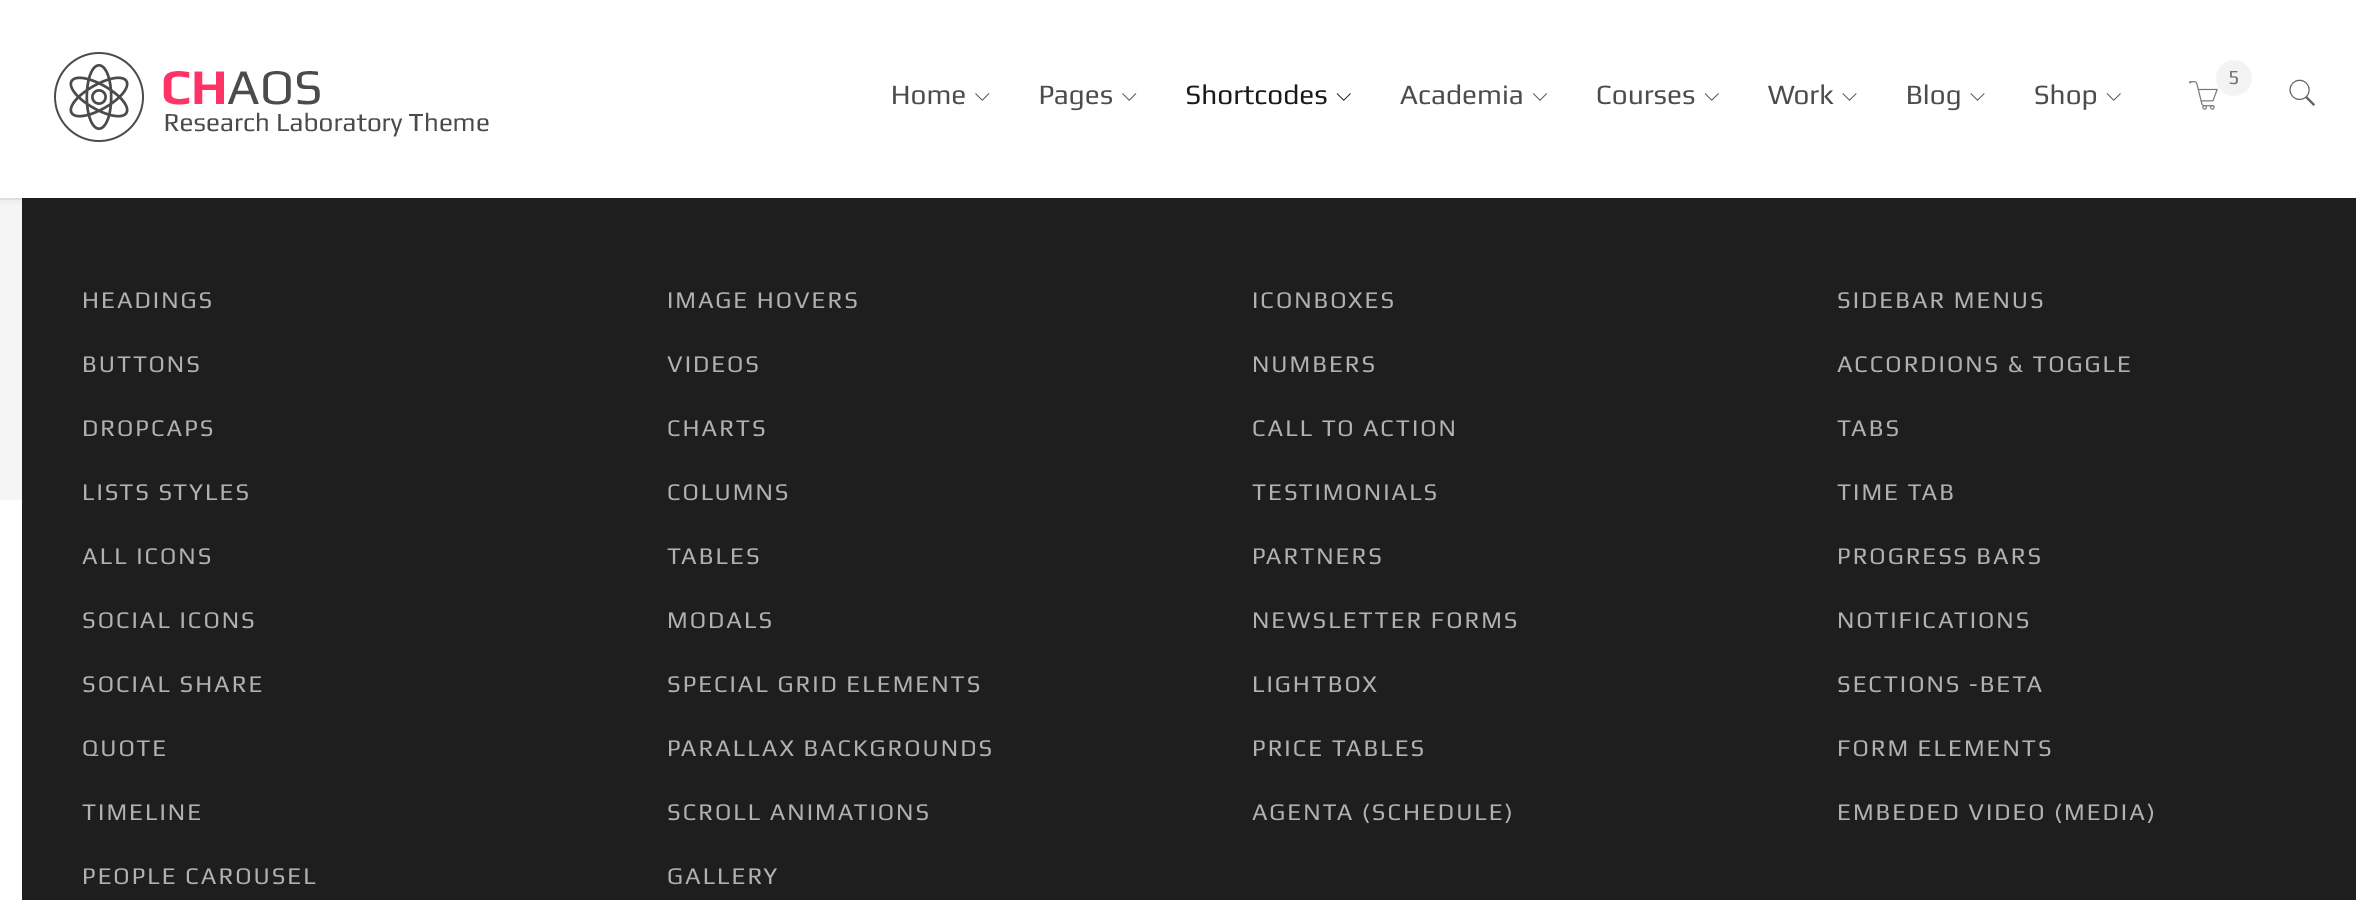 CHAOS
Research Laboratory Theme
Home
Pages
Shortcodes
Academia
Courses
Work
Blog
Shop
5
HEADINGS
BUTTONS
DROPCAPS
LISTS STYLES
ALL ICONS
SOCIAL ICONS
SOCIAL SHARE
QUOTE
TIMELINE
PEOPLE CAROUSEL
IMAGE HOVERS
VIDEOS
CHARTS
COLUMNS
TABLES
MODALS
SPECIAL GRID ELEMENTS
PARALLAX BACKGROUNDS
SCROLL ANIMATIONS
GALLERY
ICONBOXES
NUMBERS
CALL TO ACTION
TESTIMONIALS
PARTNERS
NEWSLETTER FORMS
LIGHTBOX
PRICE TABLES
AGENTA (SCHEDULE)
SIDEBAR MENUS
ACCORDIONS & TOGGLE
TABS
TIME TAB
PROGRESS BARS
NOTIFICATIONS
SECTIONS -BETA
FORM ELEMENTS
EMBEDED VIDEO (MEDIA)